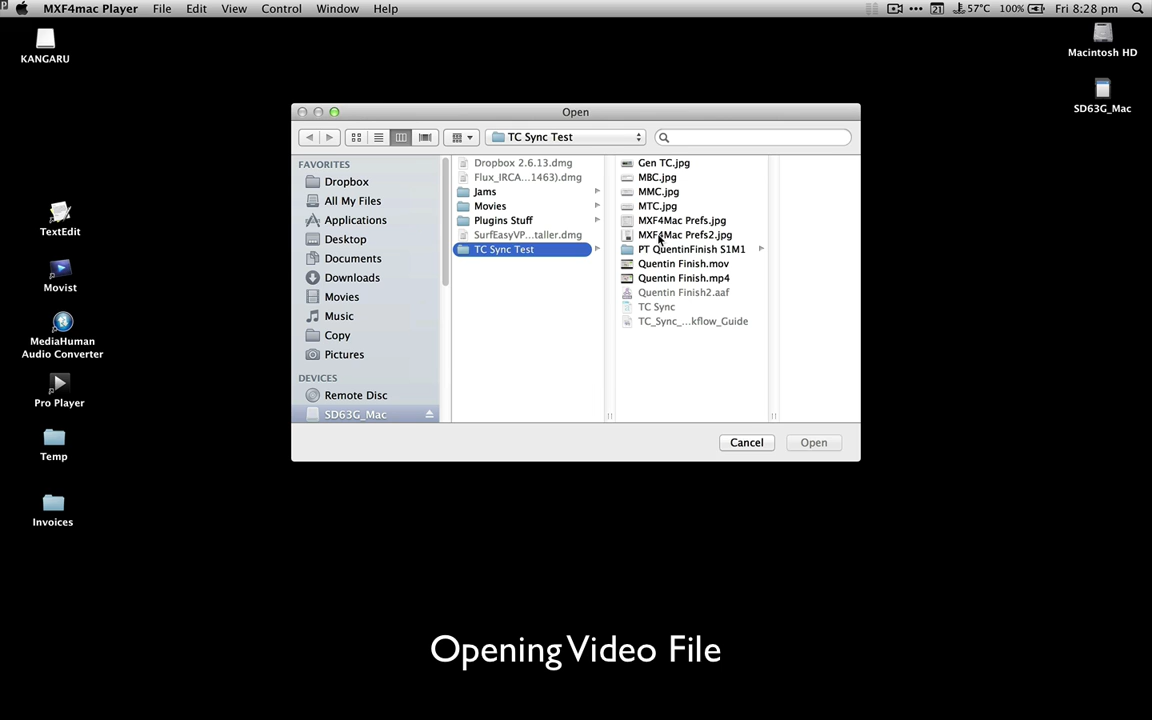 MXF4mac Player File Edit View Control Window Help
21 57°C 100% Fri 8:28 pm
KANGARU
Macintosh HD
SD63G_Mac
TextEdit
Movist
MediaHuman
Audio Converter
Pro Player
Temp
Invoices
Open
TC Sync Test
FAVORITES
Dropbox
All My Files
Applications
Desktop
Documents
Downloads
Movies
Music
Copy
Pictures
DEVICES
Remote Disc
SD63G_Mac
Dropbox 2.6.13.dmg
Flux_IRCA...1463).dmg
Jams
Movies
Plugins Stuff
SurfEasyVP...taller.dmg
TC Sync Test
Gen TC.jpg
MBC.jpg
MMC.jpg
MTC.jpg
MXF4Mac Prefs.jpg
MXF4Mac Prefs2.jpg
PT QuentinFinish S1M1
Quentin Finish.mov
Quentin Finish.mp4
Quentin Finish2.aaf
TC Sync
TC_Sync_...kflow_Guide
Cancel
Open
Opening Video File